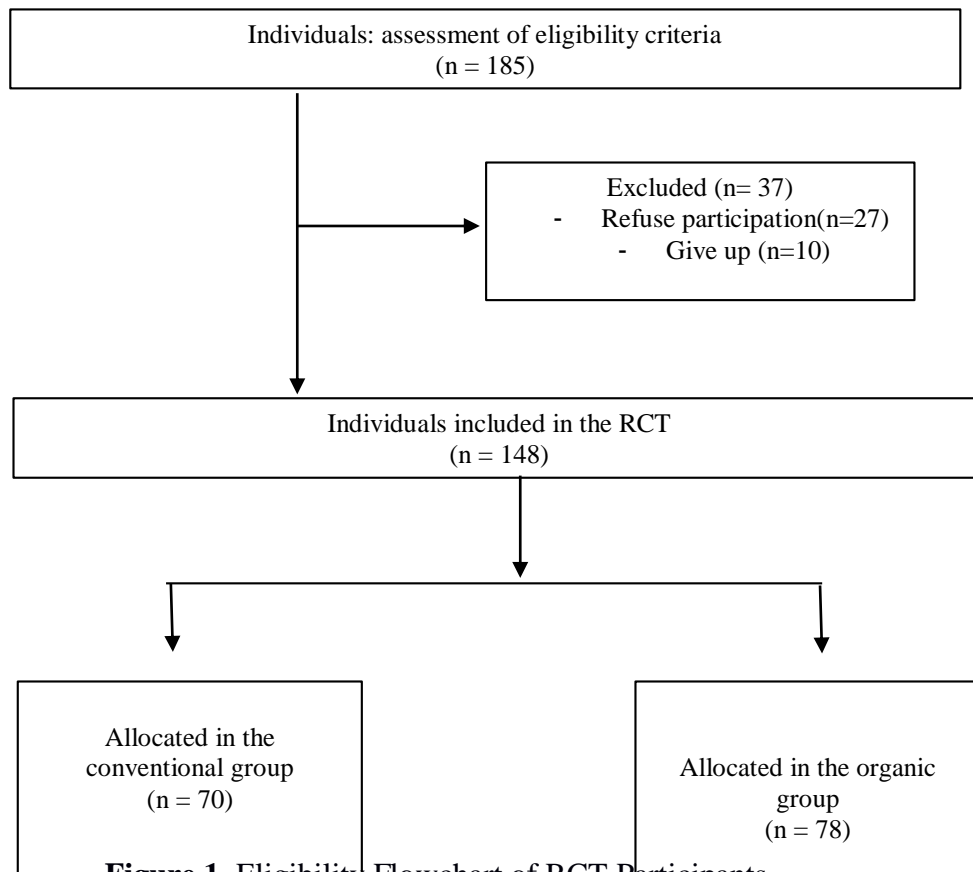 Individuals: assessment of eligibility criteria
(n = 185)
Excluded (n= 37)
- Refuse participation(n=27)
- Give up (n=10)
Individuals included in the RCT
(n = 148)
Allocated in the
conventional group
(n = 70)
Allocated in the organic
group
(n = 78)
Figure 1. Eligibility Flowchart of RCT Participants